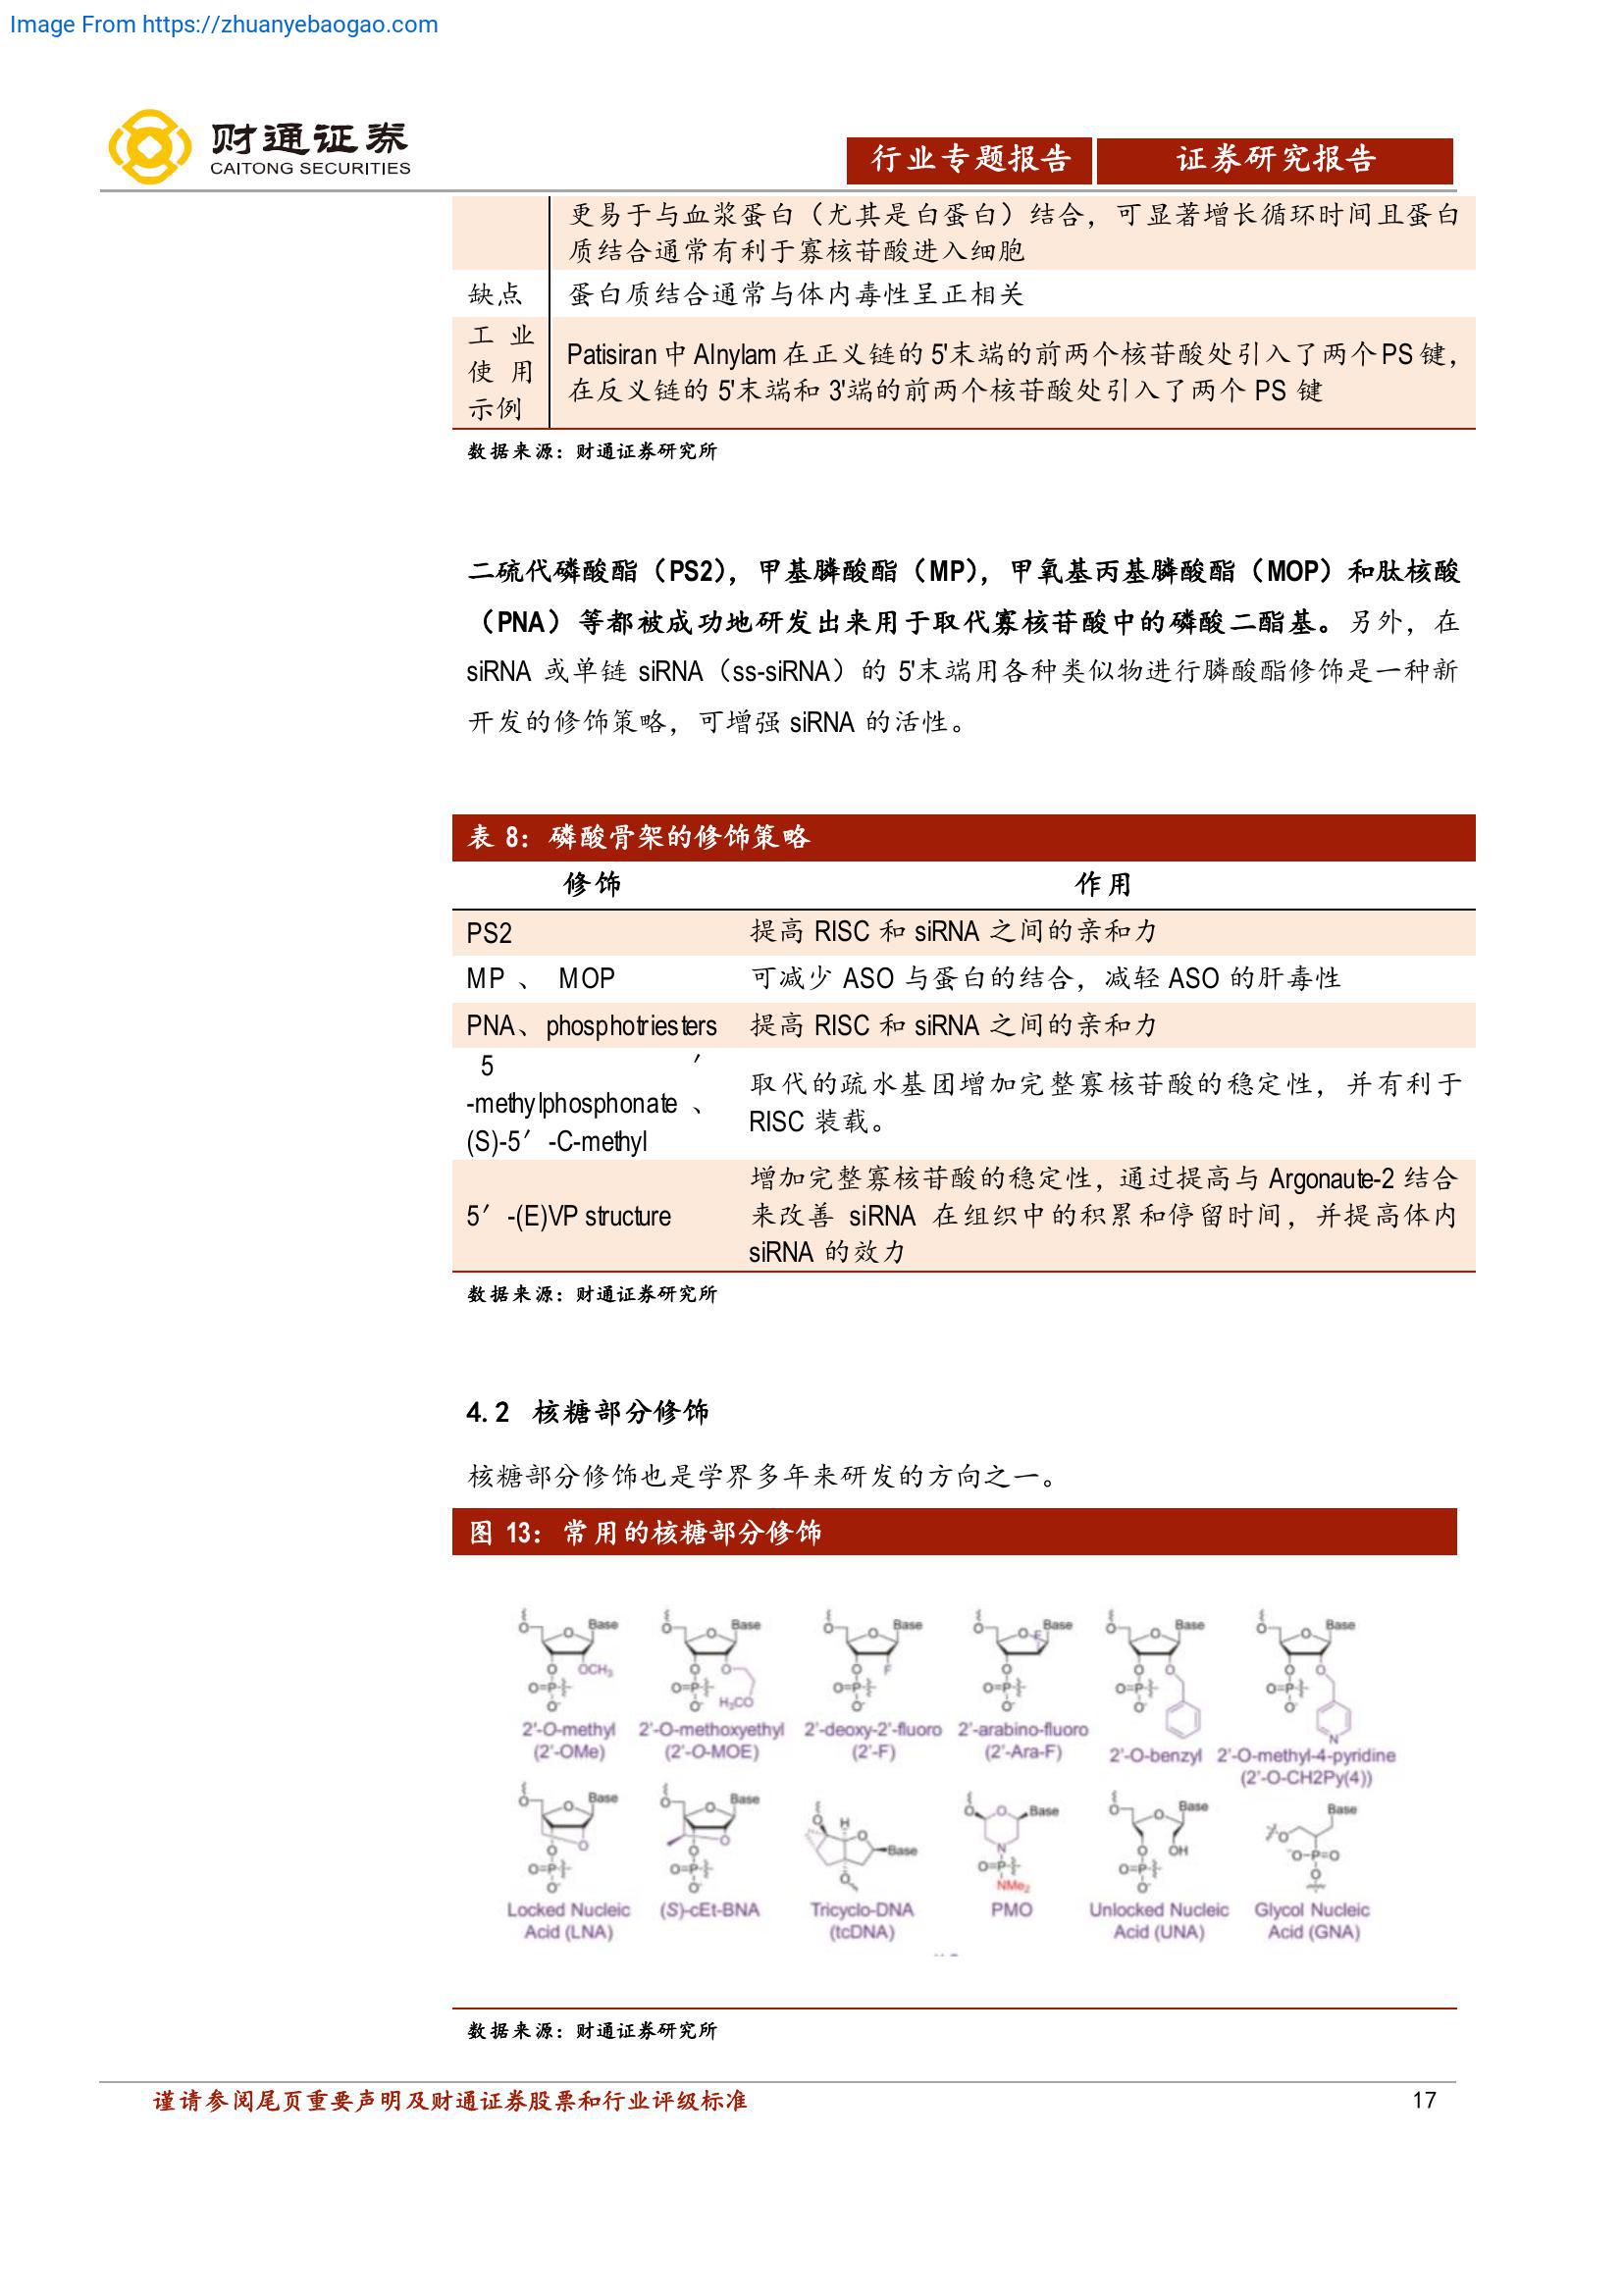 Image From https://zhuanyebaogao.com
财通证券
CAITONG SECURITIES
行业专题报告
证券研究报告
更易于与血浆蛋白（尤其是白蛋白）结合，可显著增长循环时间且蛋白
质结合通常有利于寡核苷酸进入细胞
缺点
蛋白质结合通常与体内毒性呈正相关
工业
使用
示例
Patisiran 中 Alnylam 在正义链的 5'末端的前两个核苷酸处引入了两个 PS 键，
在反义链的 5'末端和 3'端的前两个核苷酸处引入了两个 PS 键
数据来源：财通证券研究所
二硫代磷酸酯（PS2），甲基膦酸酯（MP），甲氧基丙基膦酸酯（MOP）和肽核酸
（PNA）等都被成功地研发出来用于取代寡核苷酸中的磷酸二酯基。另外，在
siRNA 或单链 siRNA（ss-siRNA）的 5'末端用各种类似物进行膦酸酯修饰是一种新
开发的修饰策略，可增强 siRNA 的活性。
表 8：磷酸骨架的修饰策略
修饰
作用
PS2
提高 RISC 和 siRNA 之间的亲和力
MP 、 MOP
可减少 ASO 与蛋白的结合，减轻 ASO 的肝毒性
PNA、phosphotriesters
提高 RISC 和 siRNA 之间的亲和力
5 ′
-methylphosphonate 、
(S)-5′ -C-methyl
取代的疏水基团增加完整寡核苷酸的稳定性，并有利于
RISC 装载。
5′ -(E)VP structure
增加完整寡核苷酸的稳定性，通过提高与 Argonaute-2 结合
来改善 siRNA 在组织中的积累和停留时间，并提高体内
siRNA 的效力
数据来源：财通证券研究所
4.2 核糖部分修饰
核糖部分修饰也是学界多年来研发的方向之一。
图 13：常用的核糖部分修饰
Base
OCH3
2'-O-methyl
(2'-OMe)
Base
H3CO
2'-O-methoxyethyl
(2'-O-MOE)
Base
F
2'-deoxy-2'-fluoro
(2'-F)
Base
F
2'-arabino-fluoro
(2'-Ara-F)
Base
2'-O-benzyl
Base
N
2'-O-methyl-4-pyridine
(2'-O-CH2Py(4))
Base
Locked Nucleic
Acid (LNA)
Base
(S)-cEt-BNA
H
Base
Tricyclo-DNA
(tcDNA)
Base
N
NMe2
PMO
Base
OH
Unlocked Nucleic
Acid (UNA)
Base
Glycol Nucleic
Acid (GNA)
数据来源：财通证券研究所
谨请参阅尾页重要声明及财通证券股票和行业评级标准
17